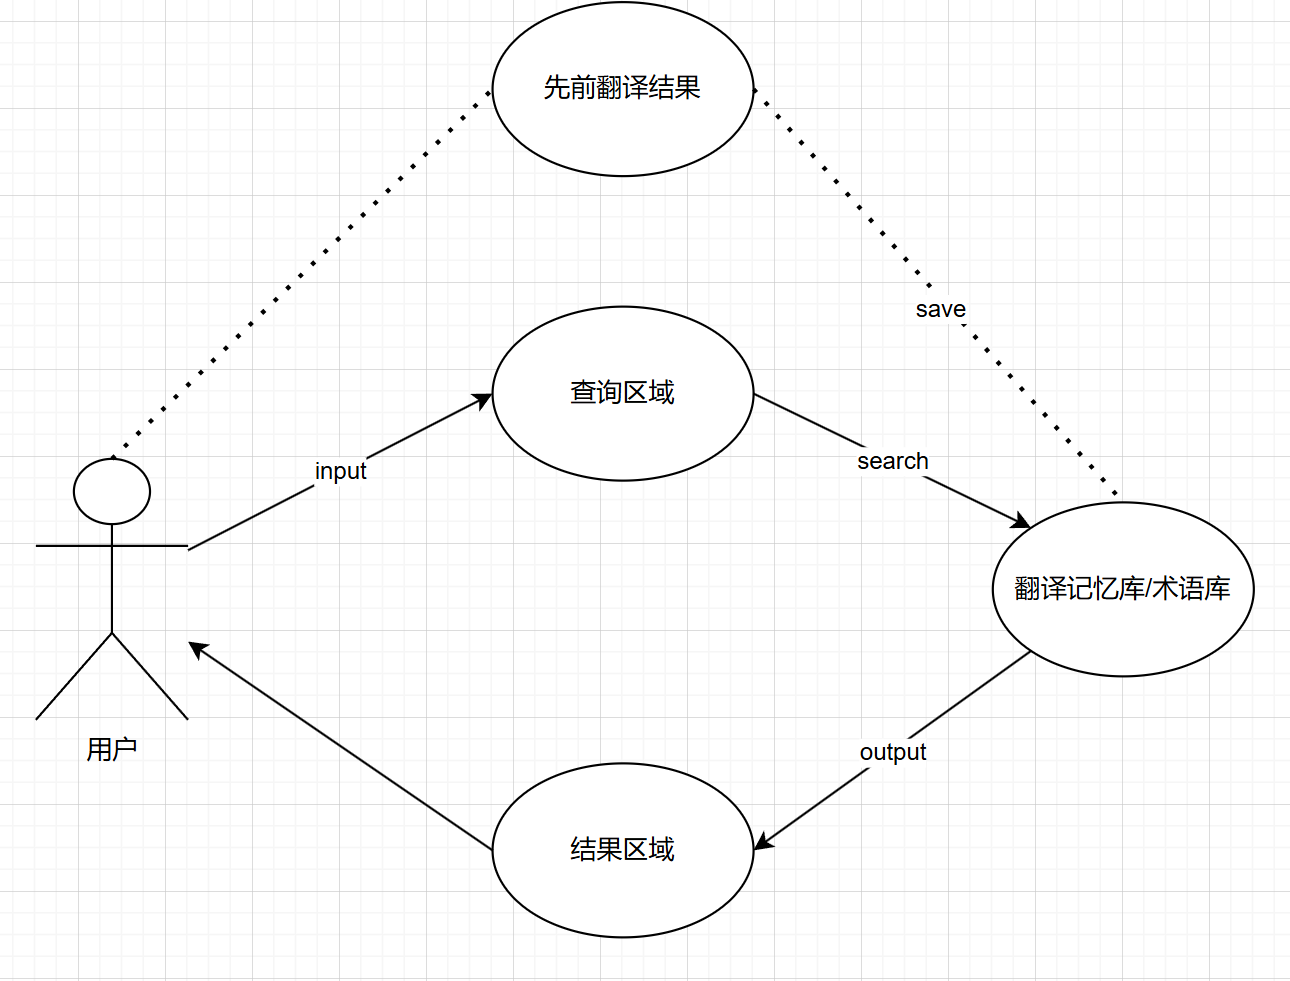 先前翻译结果
save
查询区域
input
search
翻译记忆库/术语库
用户
output
结果区域